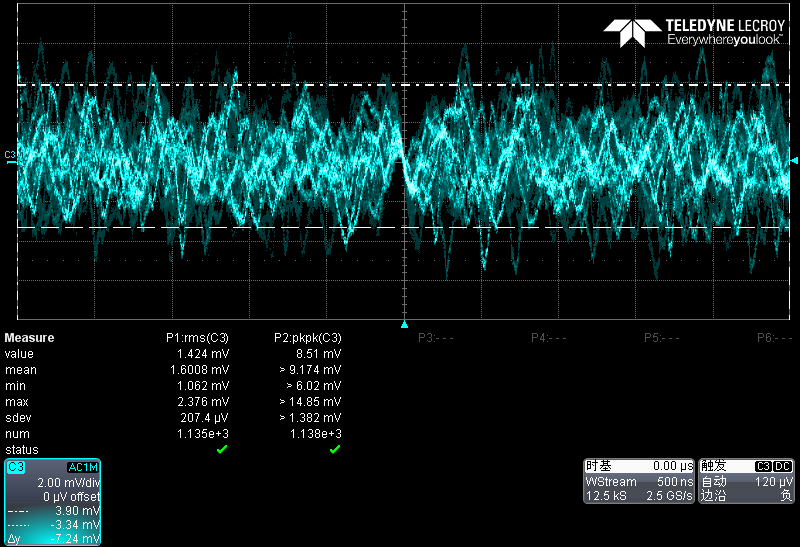 TELEDYNE LECROY
Everywhereyoulook™
C3
Measure P1:rms(C3) P2:pkpk(C3) P3:- - - P4:- - - P5:- - - P6:- - -
value 1.424 mV 8.51 mV
mean 1.6008 mV > 9.174 mV
min 1.062 mV > 6.02 mV
max 2.376 mV > 14.85 mV
sdev 207.4 µV > 1.382 mV
num 1.135e+3 1.138e+3
status
C3 AC1M
2.00 mV/div
0 µV offset
3.90 mV
-3.34 mV
Δy -7.24 mV
时基 0.00 µs
WStream 500 ns
12.5 kS 2.5 GS/s
触发 C3 DC
自动 120 µV
边沿 负